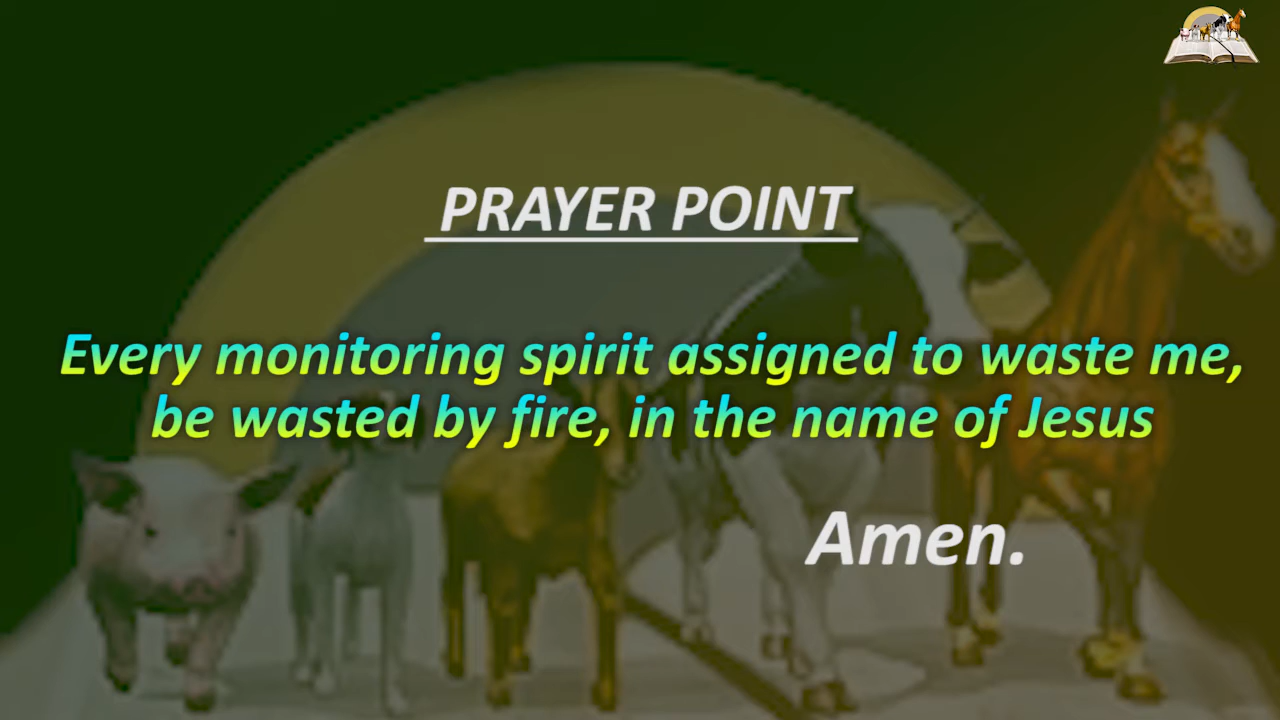 PRAYER POINT
Every monitoring spirit assigned to waste me,
be wasted by fire, in the name of Jesus
Amen.